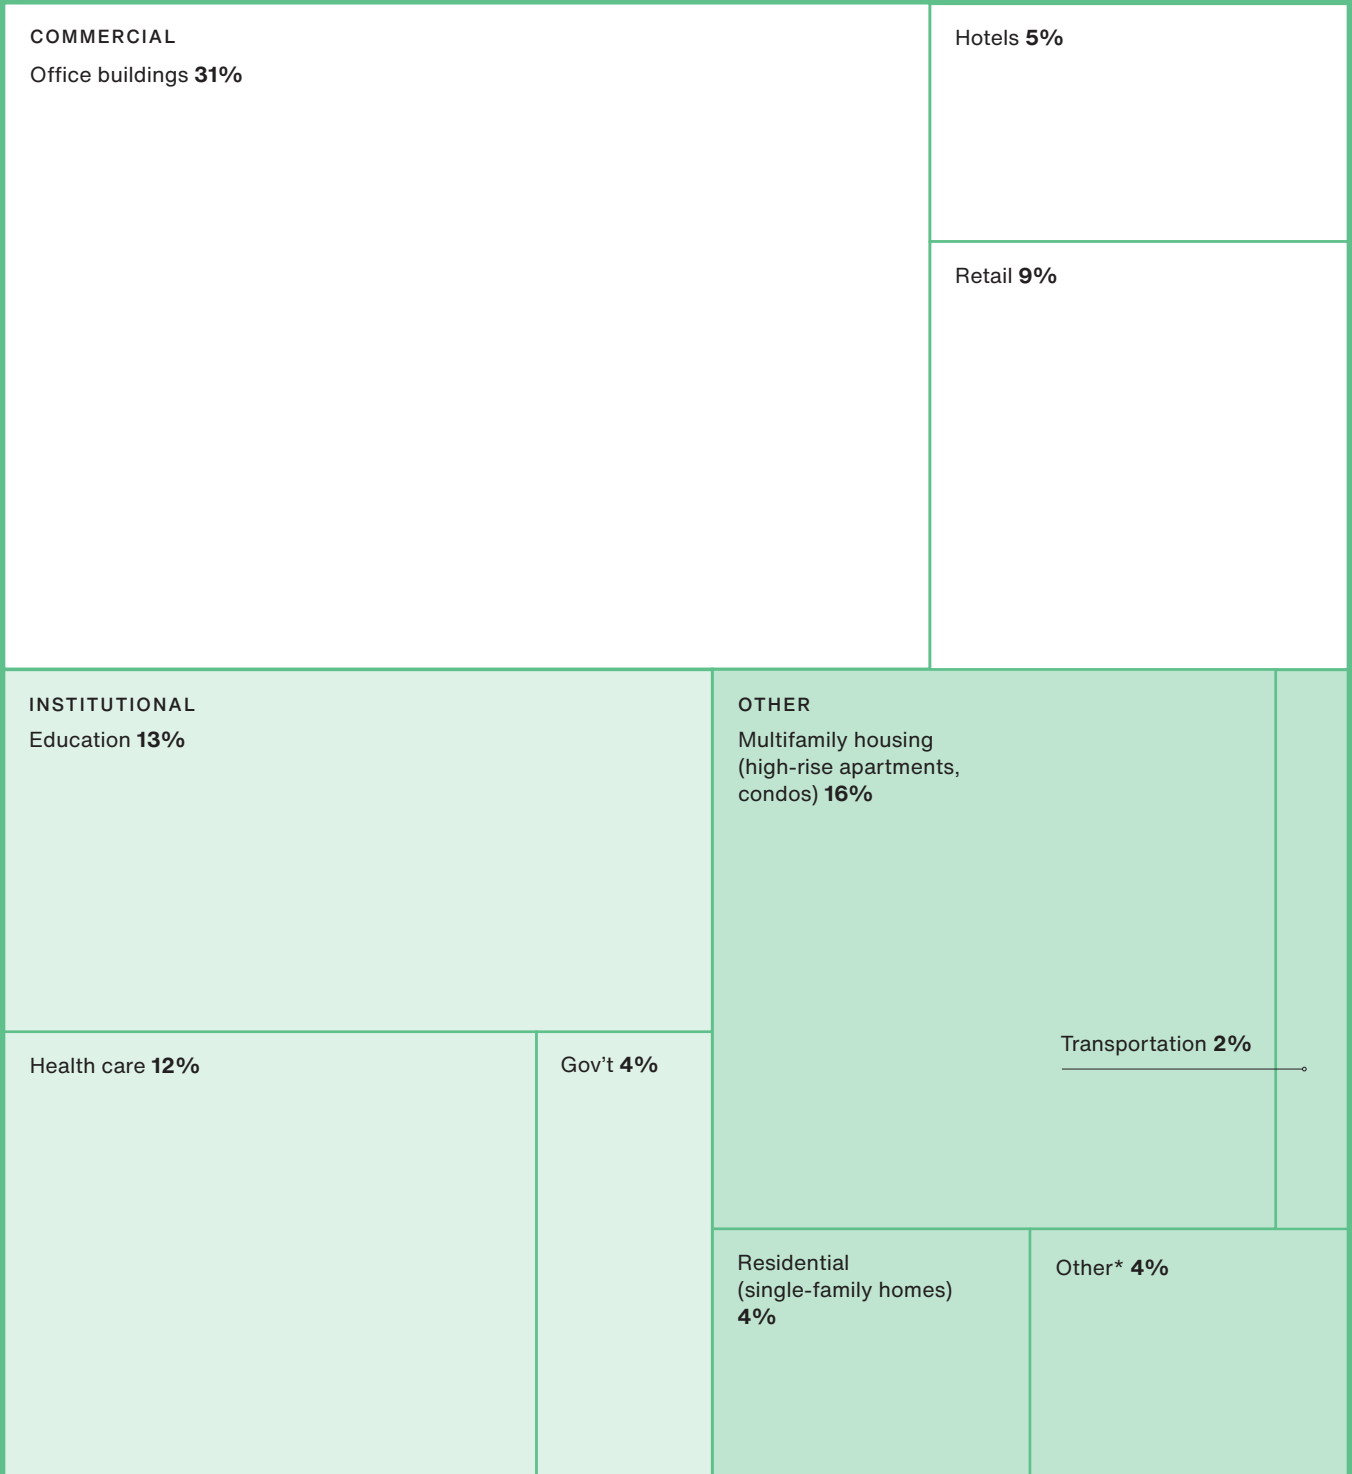 COMMERCIAL
Office buildings 31%
Hotels 5%
Retail 9%
INSTITUTIONAL
Education 13%
OTHER
Multifamily housing
(high-rise apartments,
condos) 16%
Transportation 2%
Health care 12%
Gov’t 4%
Residential
(single-family homes)
4%
Other* 4%